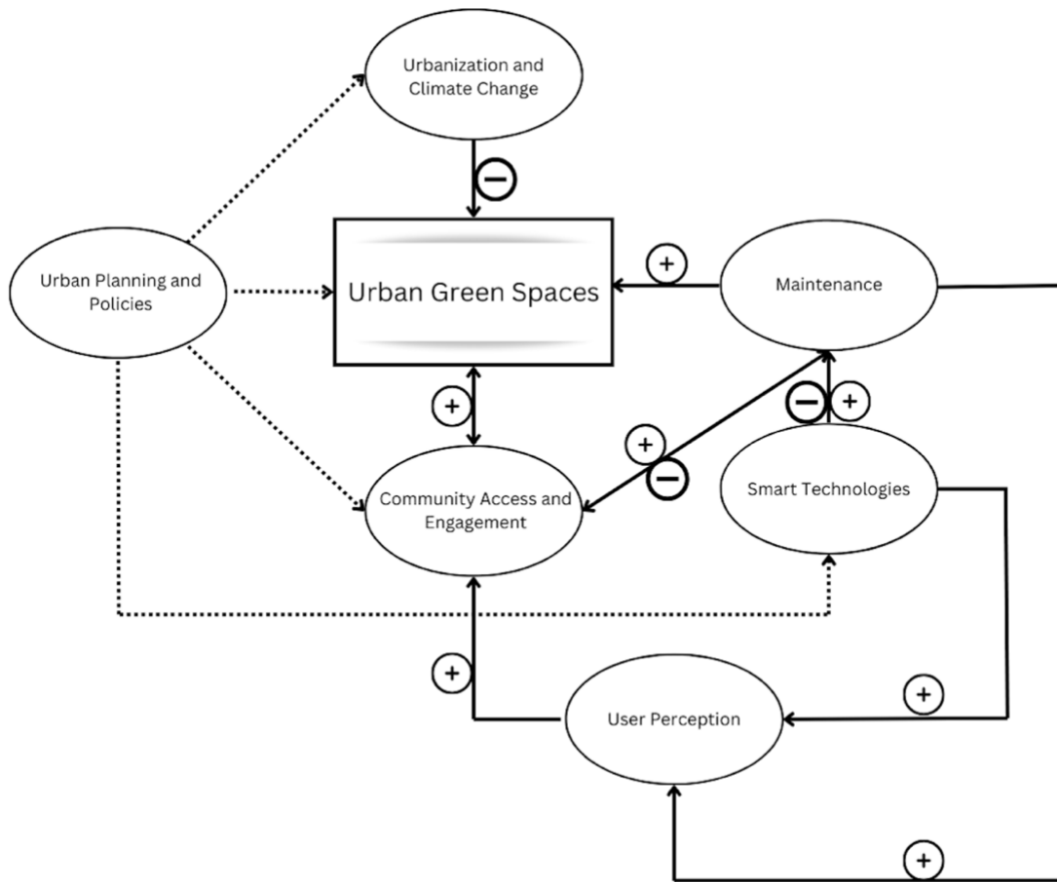 Urbanization and
Climate Change
−
Urban Planning and
Policies
Urban Green Spaces
+
Maintenance
+
−
+
+
−
Smart Technologies
Community Access and
Engagement
+
User Perception
+
+